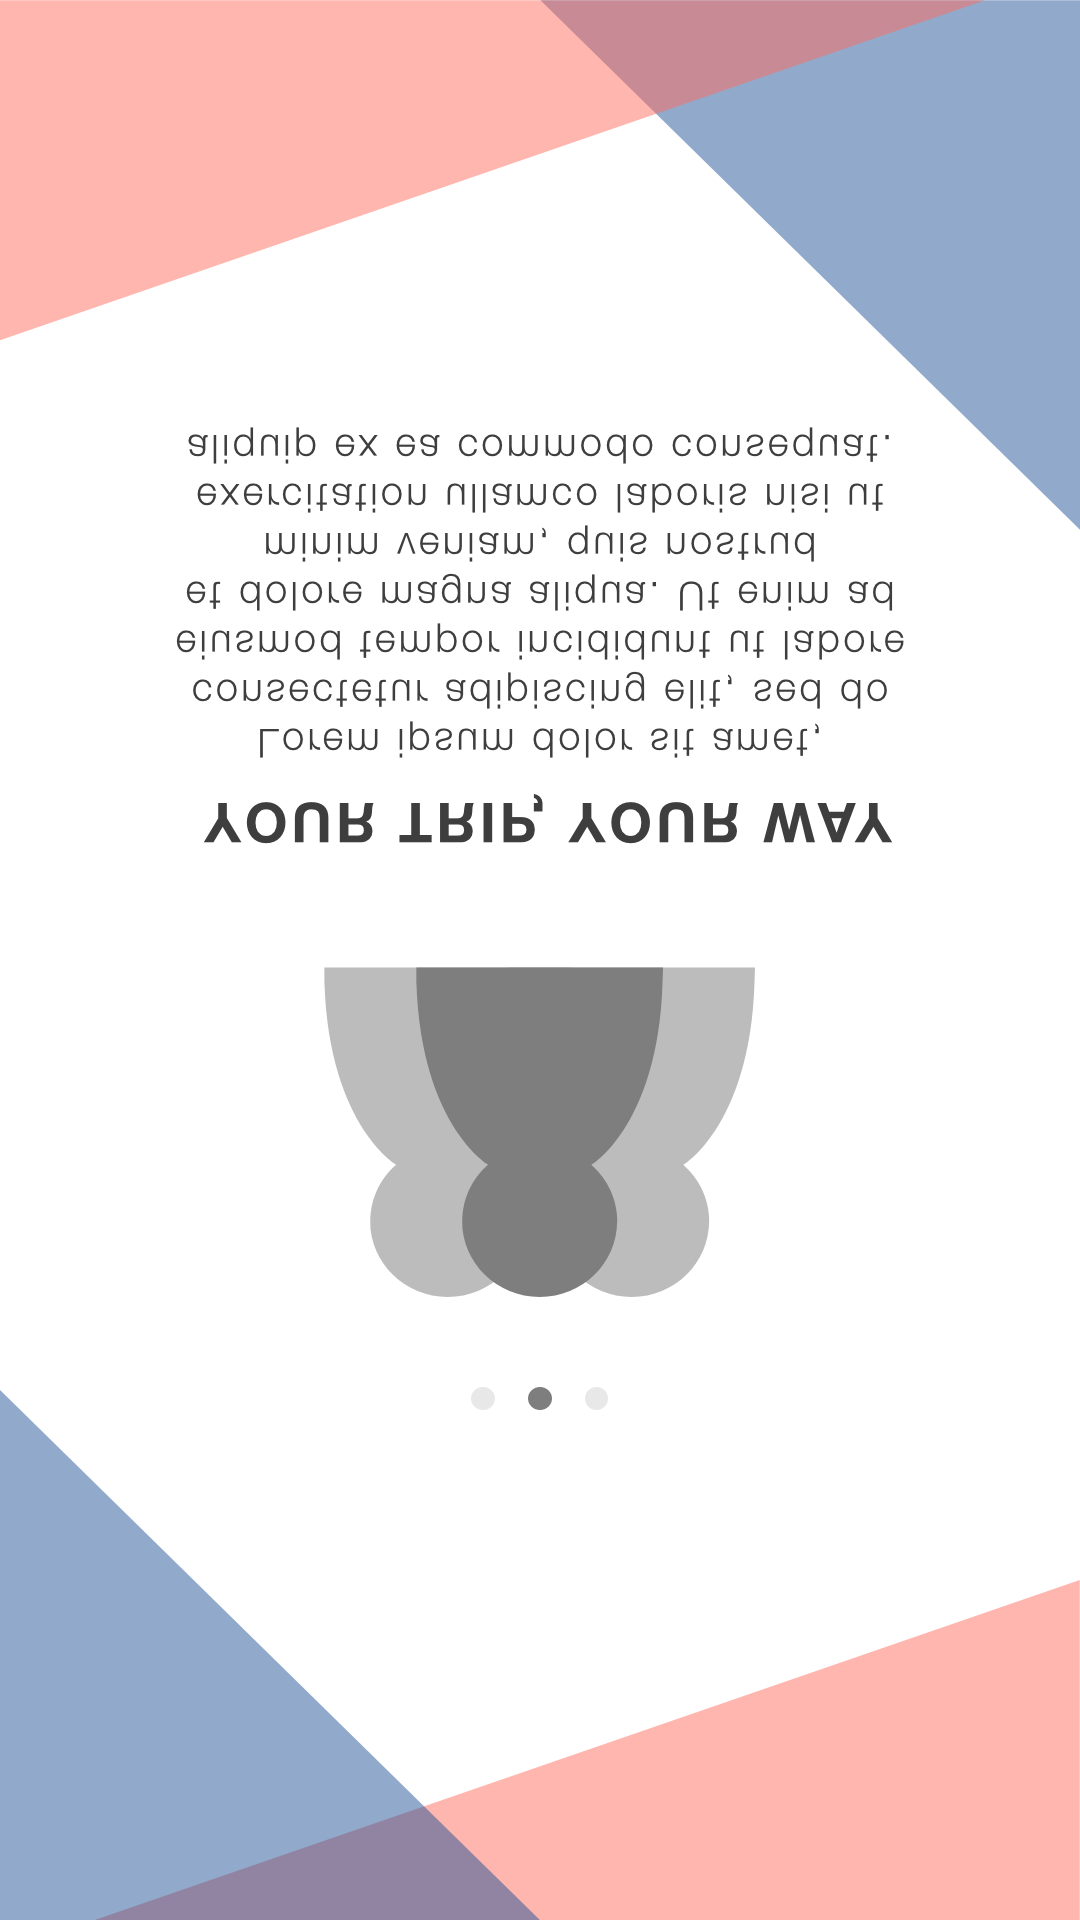 YOUR TRIP, YOUR WAY
Lorem ipsum dolor sit amet,
consectetur adipiscing elit, sed do
eiusmod tempor incididunt ut labore
et dolore magna aliqua. Ut enim ad
minim veniam, quis nostrud
exercitation ullamco laboris nisi ut
aliquip ex ea commodo consequat.